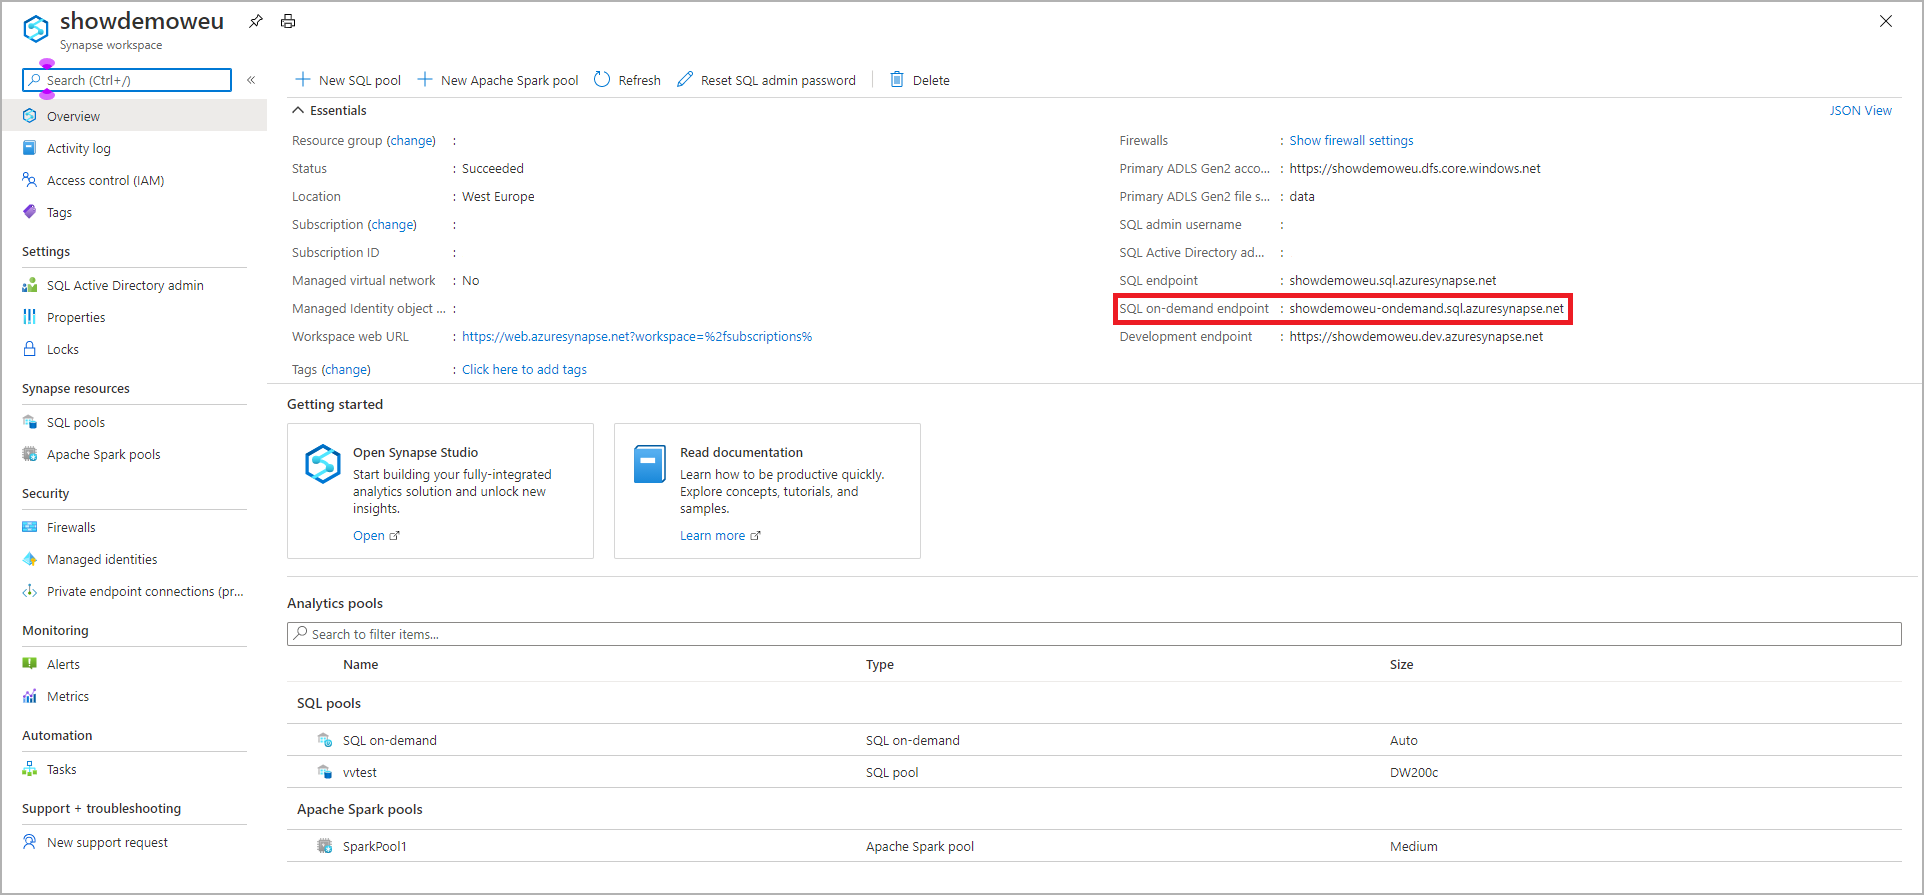 showdemoweu
Synapse workspace
Search (Ctrl+/)
«
Overview
Activity log
Access control (IAM)
Tags
Settings
SQL Active Directory admin
Properties
Locks
Synapse resources
SQL pools
Apache Spark pools
Security
Firewalls
Managed identities
Private endpoint connections (pr...
Monitoring
Alerts
Metrics
Automation
Tasks
Support + troubleshooting
New support request
New SQL pool
New Apache Spark pool
Refresh
Reset SQL admin password
Delete
Essentials
JSON View
Resource group (change) :
Status : Succeeded
Location : West Europe
Subscription (change) :
Subscription ID :
Managed virtual network : No
Managed Identity object ... :
Workspace web URL : https://web.azuresynapse.net?workspace=%2fsubscriptions%
Tags (change) : Click here to add tags
Firewalls : Show firewall settings
Primary ADLS Gen2 acco... : https://showdemoweu.dfs.core.windows.net
Primary ADLS Gen2 file s... : data
SQL admin username :
SQL Active Directory ad... :
SQL endpoint : showdemoweu.sql.azuresynapse.net
SQL on-demand endpoint : showdemoweu-ondemand.sql.azuresynapse.net
Development endpoint : https://showdemoweu.dev.azuresynapse.net
Getting started
Open Synapse Studio
Start building your fully-integrated
analytics solution and unlock new
insights.
Open
Read documentation
Learn how to be productive quickly.
Explore concepts, tutorials, and
samples.
Learn more
Analytics pools
Search to filter items...
Name Type Size
SQL pools
SQL on-demand SQL on-demand Auto
vvtest SQL pool DW200c
Apache Spark pools
SparkPool1 Apache Spark pool Medium